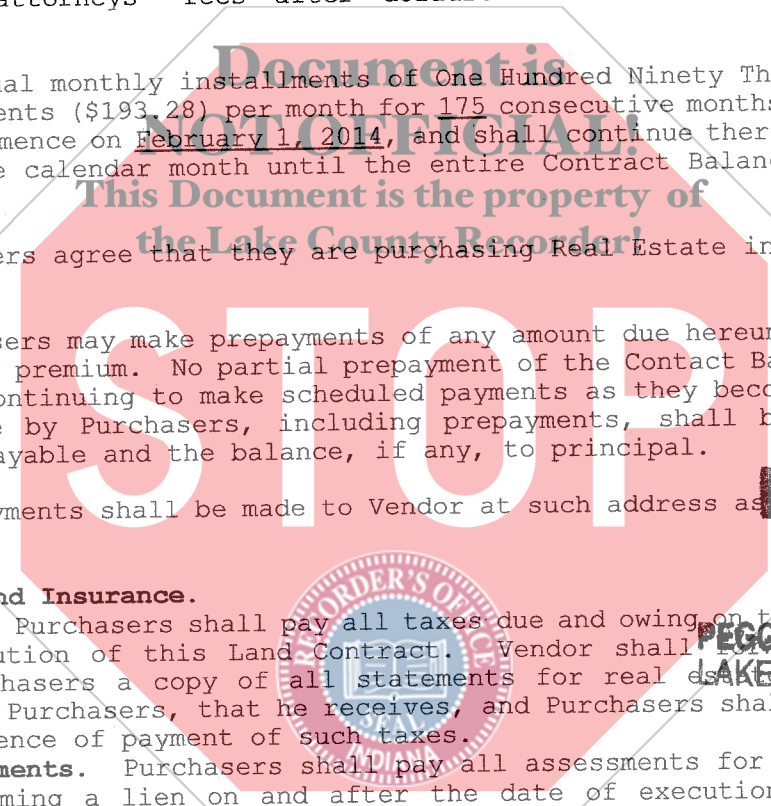 fees after
Document is
ual monthly installments of One Hundred Ninety Th
ents ($193.28) per month for 175 consecutive months
NOT OFFICIAL!
mence on February 1, 2014, and shall continue ther
e calendar month until the entire Contract Balanc
This Document is the property of
the Lake County Recorder!
ers agree that they are purchasing Real Estate in
STOP
sers may make prepayments of any amount due hereun
premium. No partial prepayment of the Contact Ba
ontinuing to make scheduled payments as they beco
e by Purchasers, including prepayments, shall b
ayable and the balance, if any, to principal.
yments shall be made to Vendor at such address as
nd Insurance.
RECORDER'S OFFICE
Purchasers shall pay all taxes due and owing on t
PEGG
ution of this Land Contract. Vendor shall
LAKE
chasers a copy of all statements for real
Purchasers, that he receives, and Purchasers shal
SEAL
ence of payment of such taxes.
INDIANA
ments. Purchasers shall pay all assessments for
ming a lien on and after the date of execution